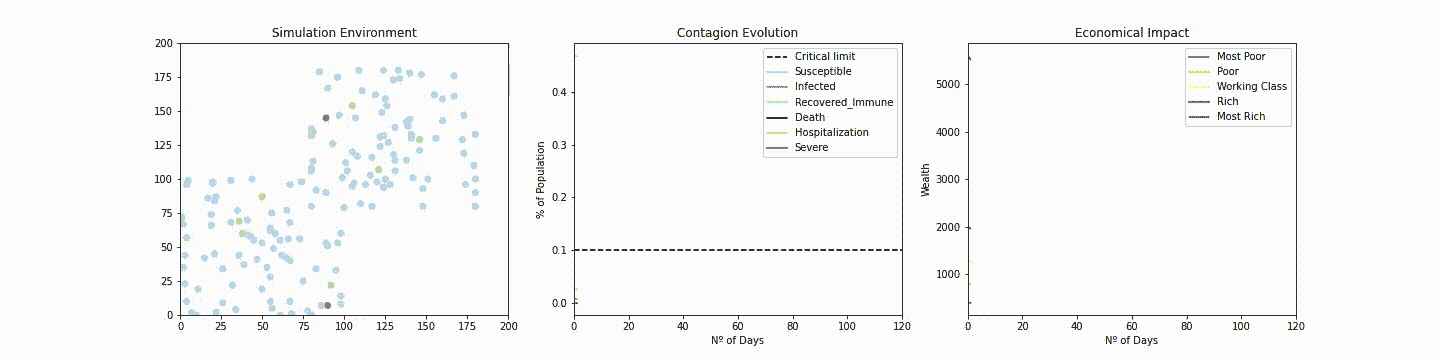 Simulation Environment
200
175
150
125
100
75
50
25
0
0 25 50 75 100 125 150 175 200
Contagion Evolution
Critical limit
Susceptible
Infected
Recovered_Immune
Death
Hospitalization
Severe
% of Population
0.4
0.3
0.2
0.1
0.0
0 20 40 60 80 100 120
Nº of Days
Economical Impact
Most Poor
Poor
Working Class
Rich
Most Rich
Wealth
5000
4000
3000
2000
1000
0 20 40 60 80 100 120
Nº of Days